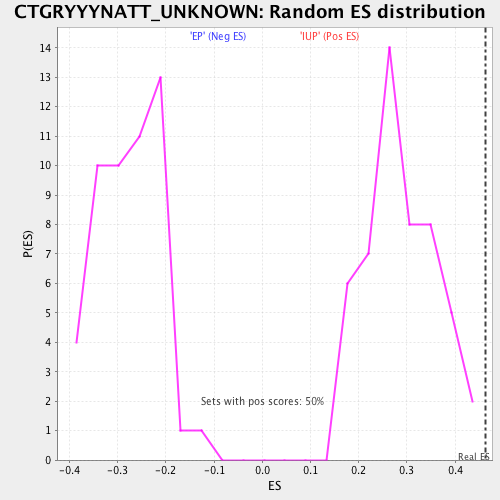 CTGRYYYNATT_UNKNOWN: Random ES distribution
'EP' (Neg ES) 'IUP' (Pos ES)
14
13
12
11
10
9
8
7
6
5
4
3
2
1
0
P(ES)
Sets with pos scores: 50%
Real ES
-0.4 -0.3 -0.2 -0.1 0.0 0.1 0.2 0.3 0.4
ES